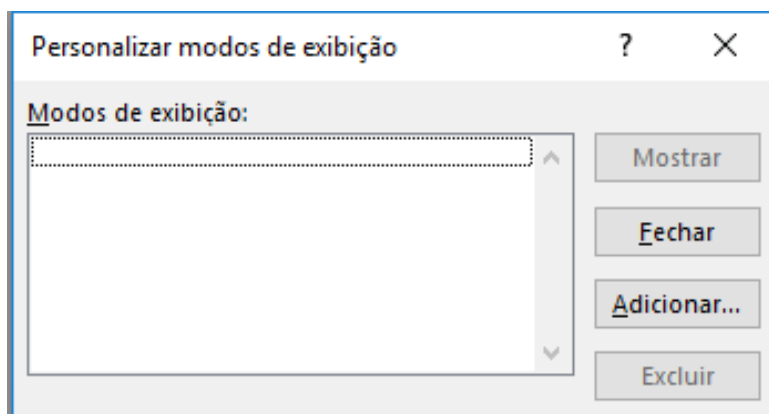 Personalizar modos de exibição ? X
Modos de exibição:
Mostrar
Fechar
Adicionar...
Excluir